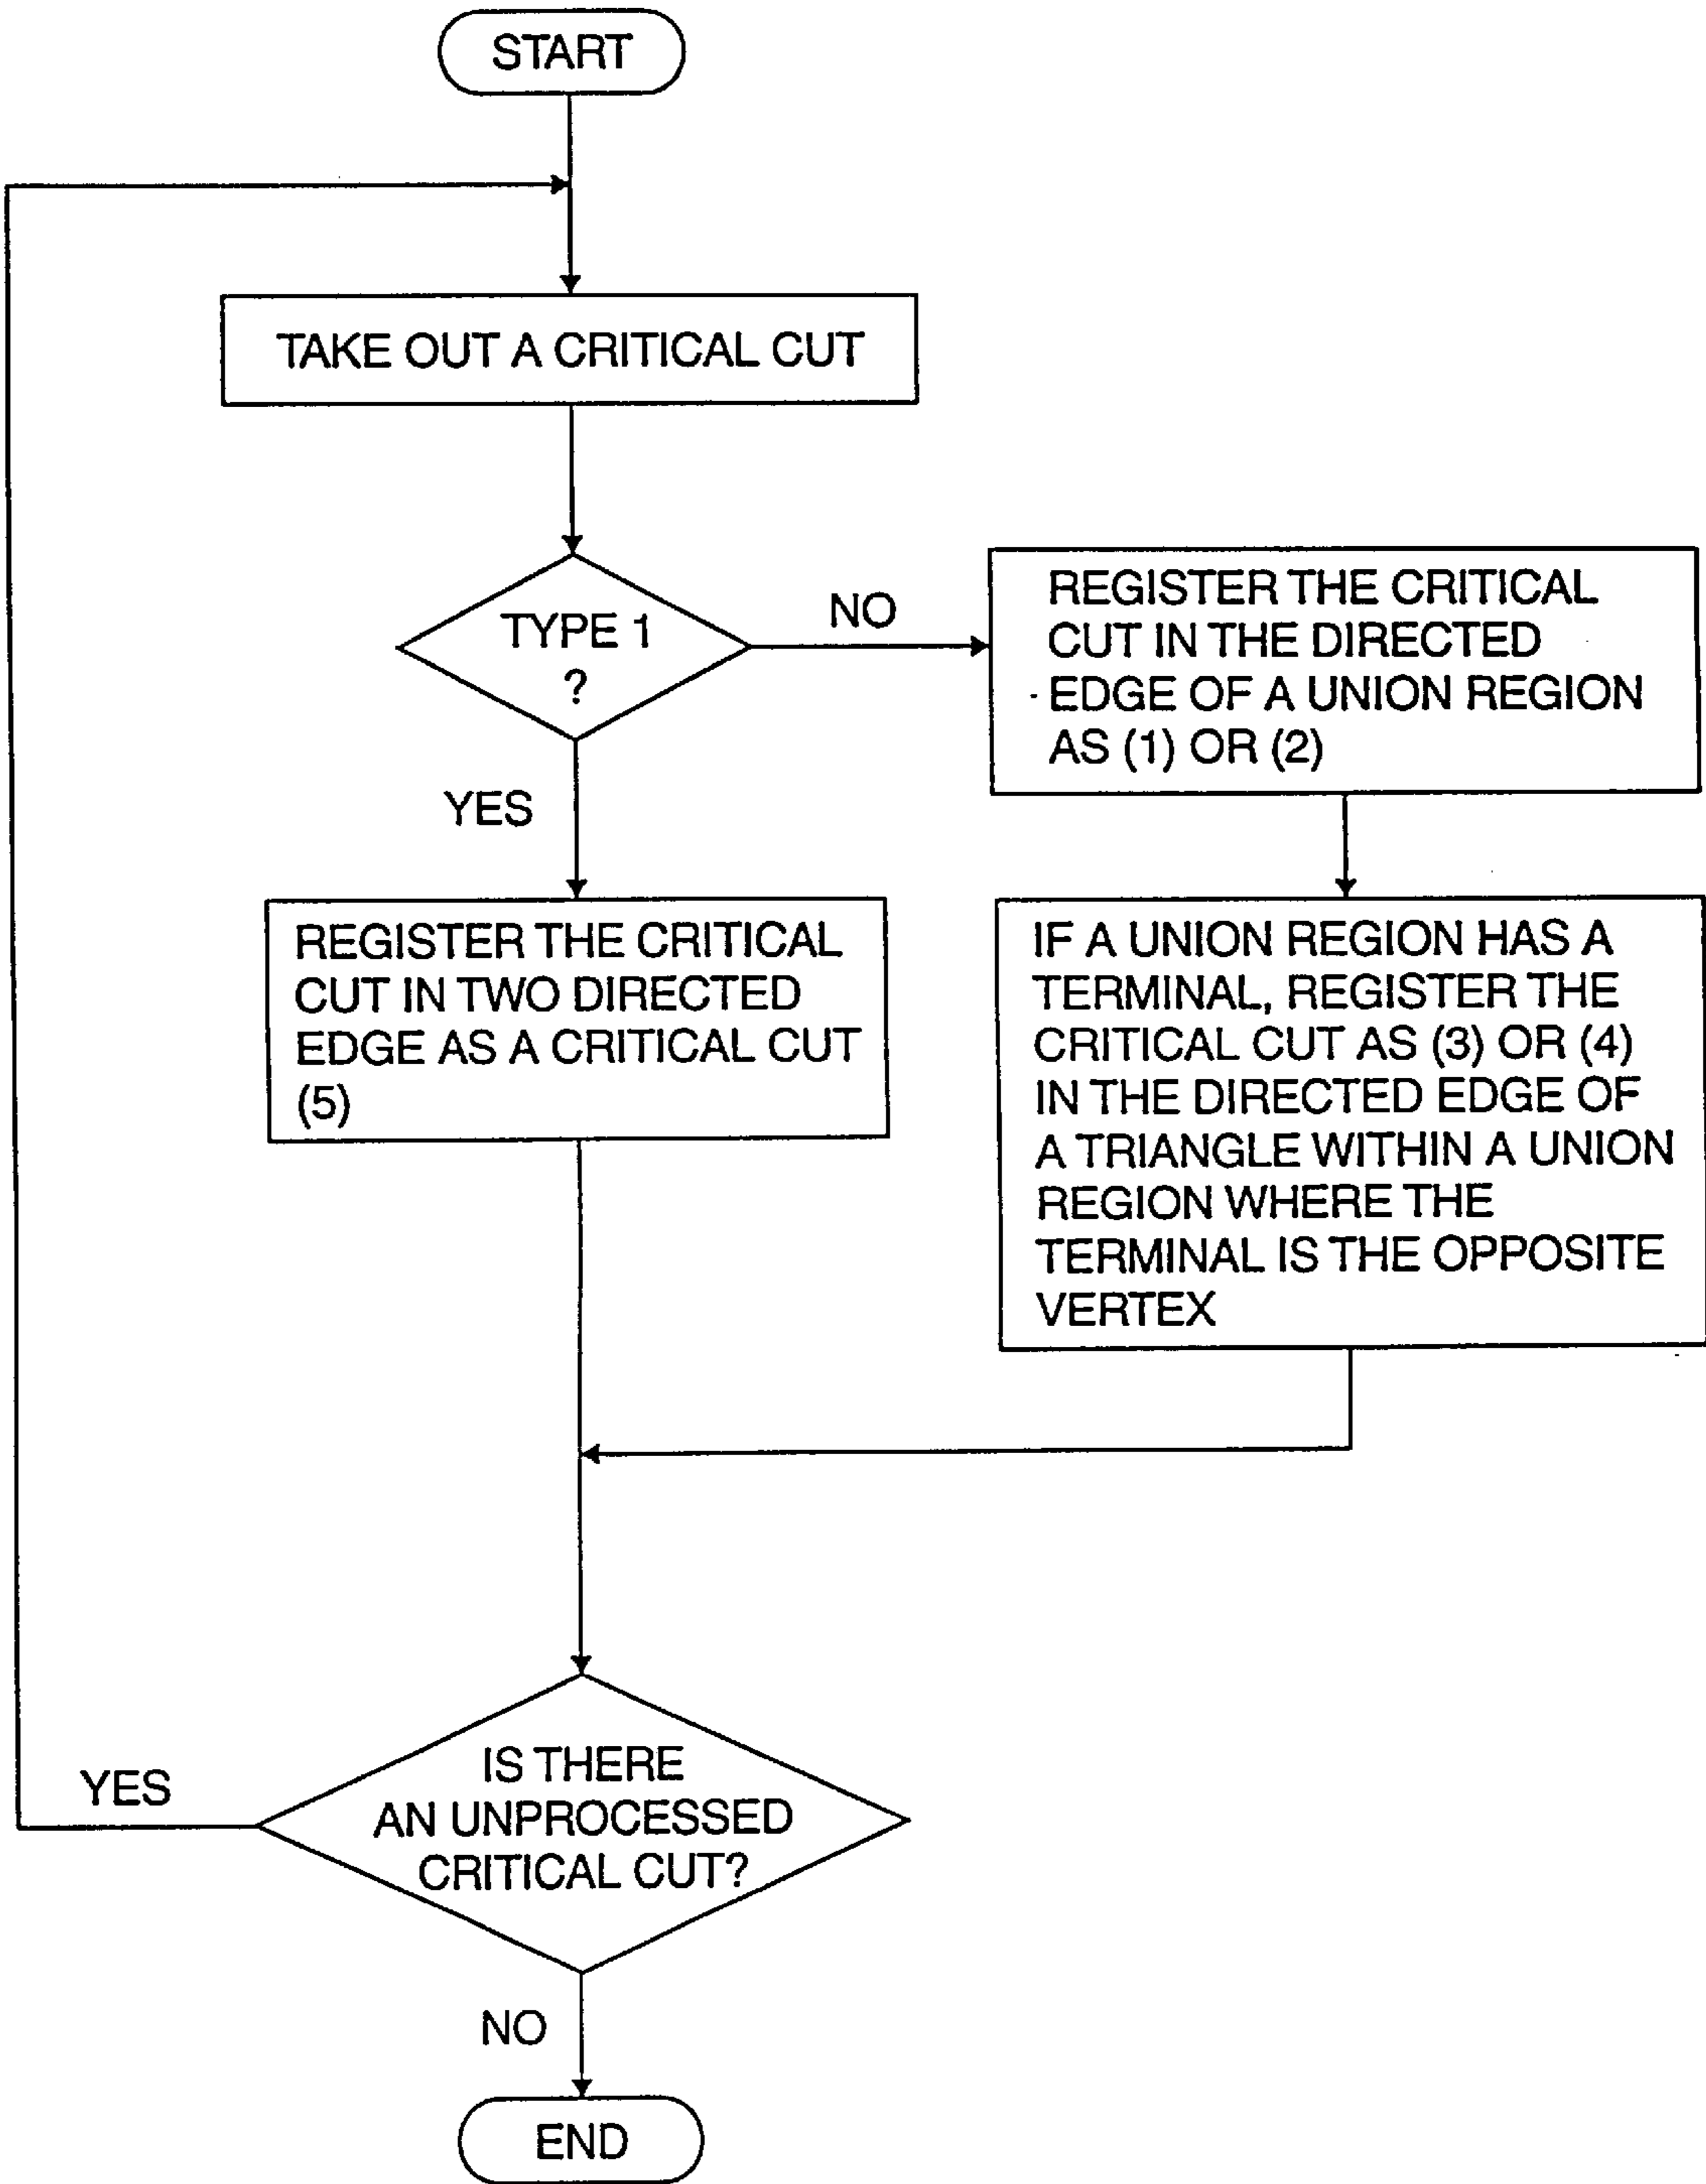 START
TAKE OUT A CRITICAL CUT
TYPE 1
?
NO
YES
REGISTER THE CRITICAL
CUT IN THE DIRECTED
EDGE OF A UNION REGION
AS (1) OR (2)
REGISTER THE CRITICAL
CUT IN TWO DIRECTED
EDGE AS A CRITICAL CUT
(5)
IF A UNION REGION HAS A
TERMINAL, REGISTER THE
CRITICAL CUT AS (3) OR (4)
IN THE DIRECTED EDGE OF
A TRIANGLE WITHIN A UNION
REGION WHERE THE
TERMINAL IS THE OPPOSITE
VERTEX
IS THERE
AN UNPROCESSED
CRITICAL CUT?
YES
NO
END